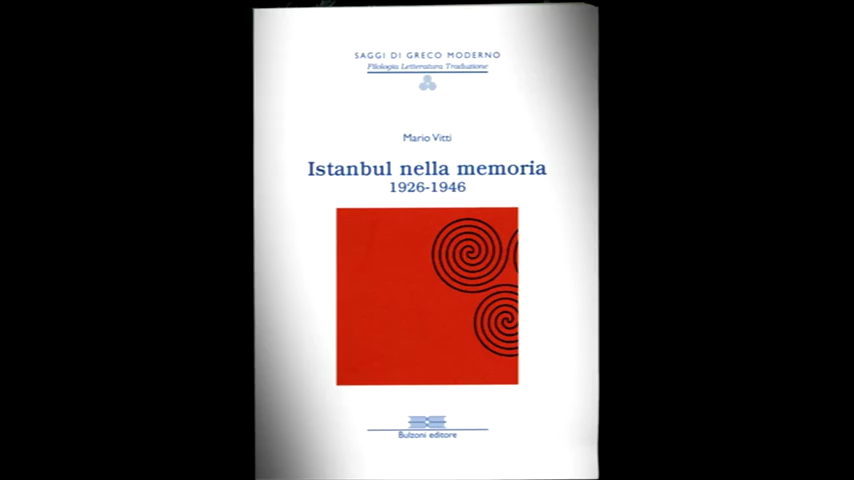 SAGGI DI GRECO MODERNO
Filologia Letteratura Traduzione
Mario Vitti
Istanbul nella memoria
1926-1946
Bulzoni editore